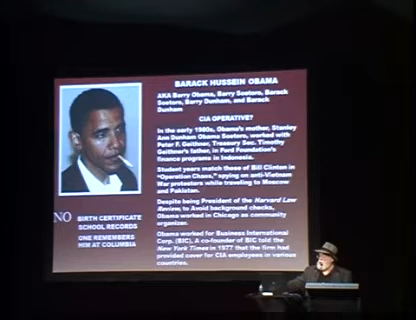 BARACK HUSSEIN OBAMA
AKA Barry Obama, Barry Soetoro, Barack
Soetoro, Barry Dunham, and Barack
Dunham
CIA OPERATIVE?
In the early 1980s, Obama's mother, Stanley
Ann Dunham Obama Soetoro, worked with
Peter F. Geithner, Treasury Sec. Timothy
Geithner's father, in Ford Foundation's
finance programs in Indonesia.
Student years match those of Bill Clinton in
"Operation Chaos," spying on anti-Vietnam
War protesters while traveling to Moscow
and Pakistan.
Despite being President of the Harvard Law
Review, to Avoid background checks,
Obama worked in Chicago as community
organizer.
Obama worked for Business International
Corp. (BIC), A co-founder of BIC told the
New York Times in 1977 that the firm had
provided cover for CIA employees in various
countries.
NO BIRTH CERTIFICATE
SCHOOL RECORDS
ONE REMEMBERS
HIM AT COLUMBIA